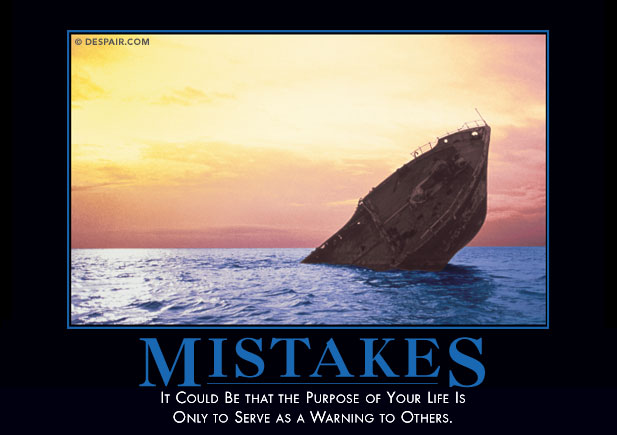 © DESPAIR.COM
MISTAKES
IT COULD BE THAT THE PURPOSE OF YOUR LIFE IS
ONLY TO SERVE AS A WARNING TO OTHERS.